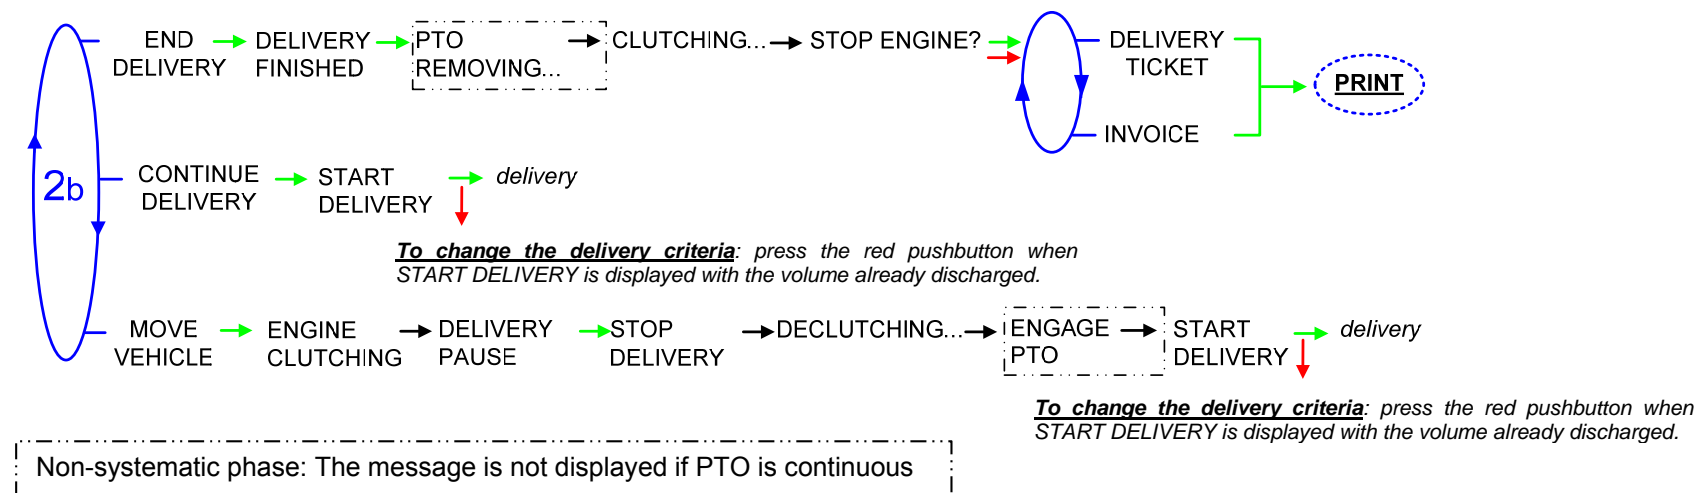 END DELIVERY
DELIVERY FINISHED
PTO REMOVING...
CLUTCHING...
STOP ENGINE?
DELIVERY TICKET
INVOICE
PRINT
2b
CONTINUE DELIVERY
START DELIVERY
delivery
To change the delivery criteria: press the red pushbutton when
START DELIVERY is displayed with the volume already discharged.
MOVE VEHICLE
ENGINE CLUTCHING
DELIVERY PAUSE
STOP DELIVERY
DECLUTCHING...
ENGAGE PTO
START DELIVERY
delivery
To change the delivery criteria: press the red pushbutton when
START DELIVERY is displayed with the volume already discharged.
Non-systematic phase: The message is not displayed if PTO is continuous